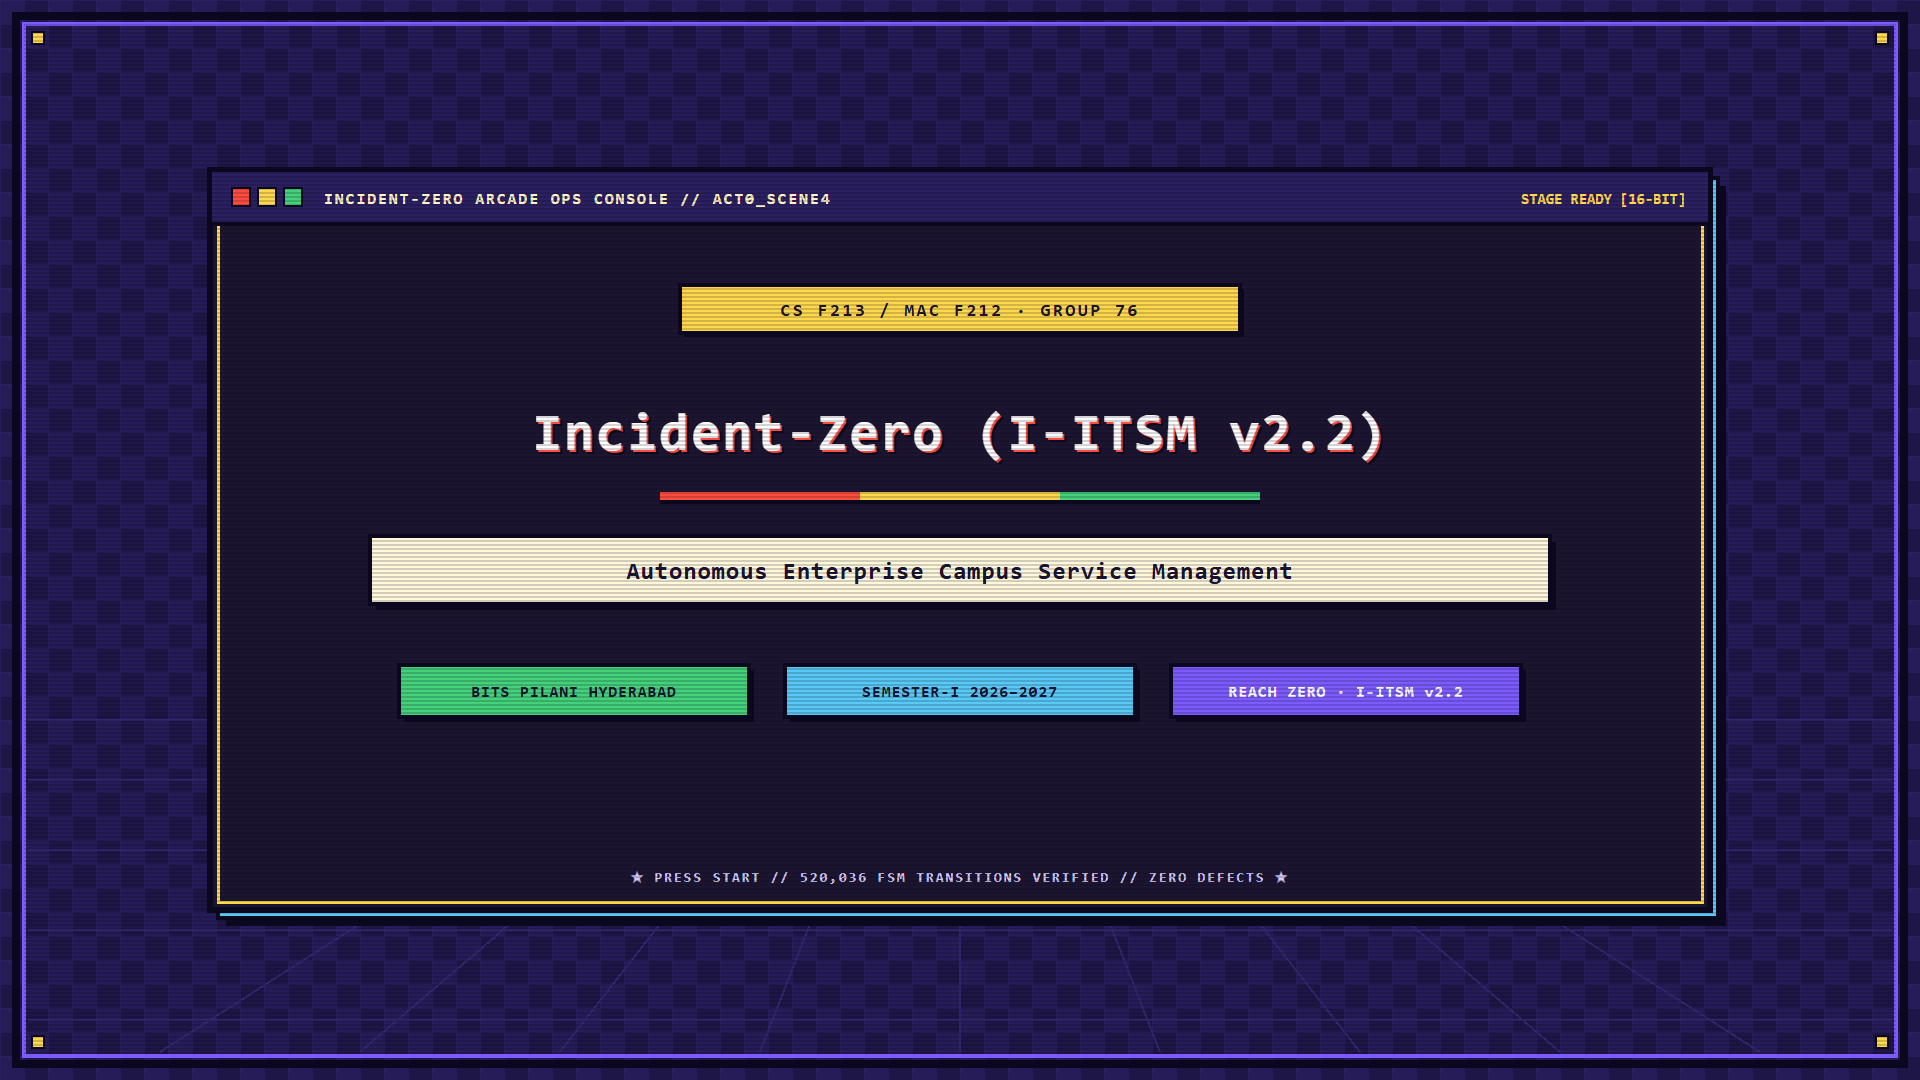 INCIDENT-ZERO ARCADE OPS CONSOLE // ACT0_SCENE4
STAGE READY [16-BIT]
CS F213 / MAC F212 · GROUP 76
Incident-Zero (I-ITSM v2.2)
Autonomous Enterprise Campus Service Management
BITS PILANI HYDERABAD
SEMESTER-I 2026–2027
REACH ZERO · I-ITSM v2.2
★ PRESS START // 520,036 FSM TRANSITIONS VERIFIED // ZERO DEFECTS ★